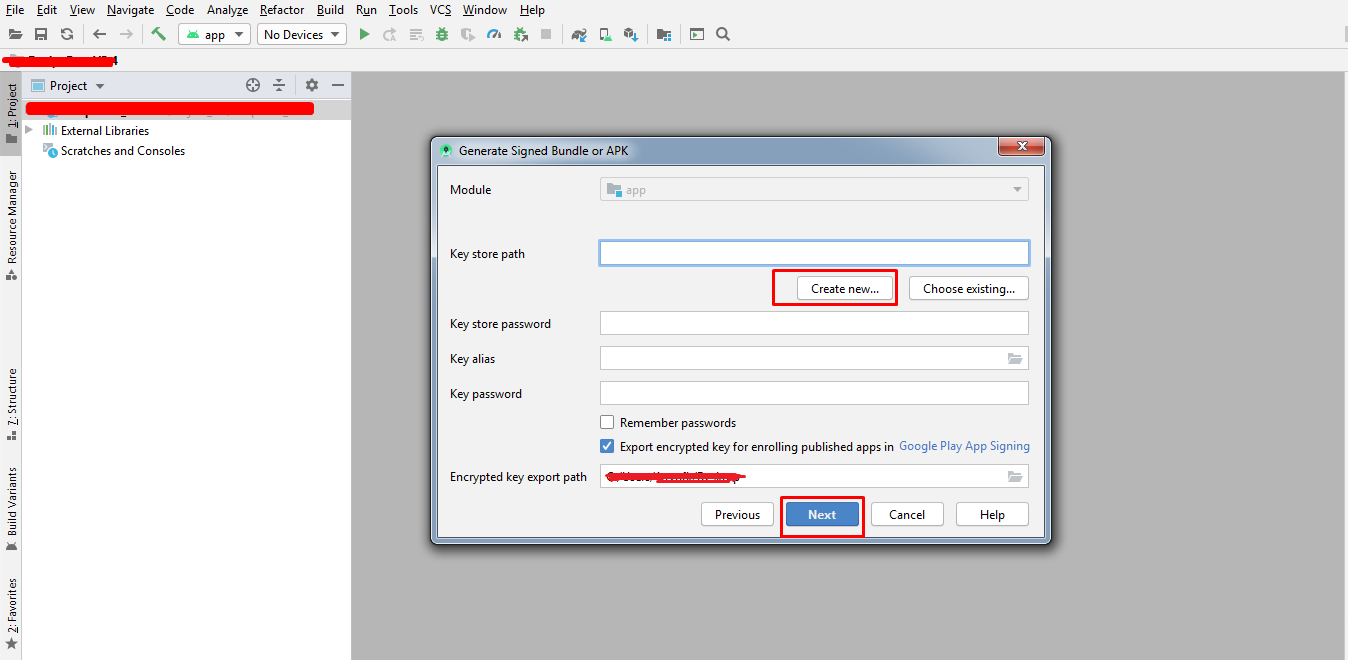 File Edit View Navigate Code Analyze Refactor Build Run Tools VCS Window Help
app No Devices
Project
External Libraries
Scratches and Consoles
1: Project
Resource Manager
7: Structure
Build Variants
2: Favorites
Generate Signed Bundle or APK
Module app
Key store path
Create new... Choose existing...
Key store password
Key alias
Key password
Remember passwords
Export encrypted key for enrolling published apps in Google Play App Signing
Encrypted key export path
Previous Next Cancel Help